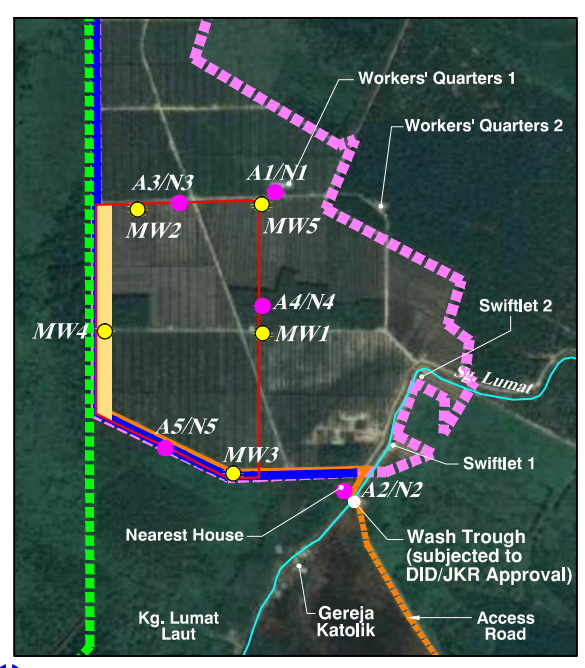 Workers' Quarters 1
Workers' Quarters 2
A1/N1
A3/N3
MW2
MW5
A4/N4
Swiftlet 2
MW4
MW1
Sg. Lumat
A5/N5
MW3
Swiftlet 1
A2/N2
Nearest House
Wash Trough
(subjected to
DID/JKR Approval)
Kg. Lumat
Laut
Gereja
Katolik
Access
Road